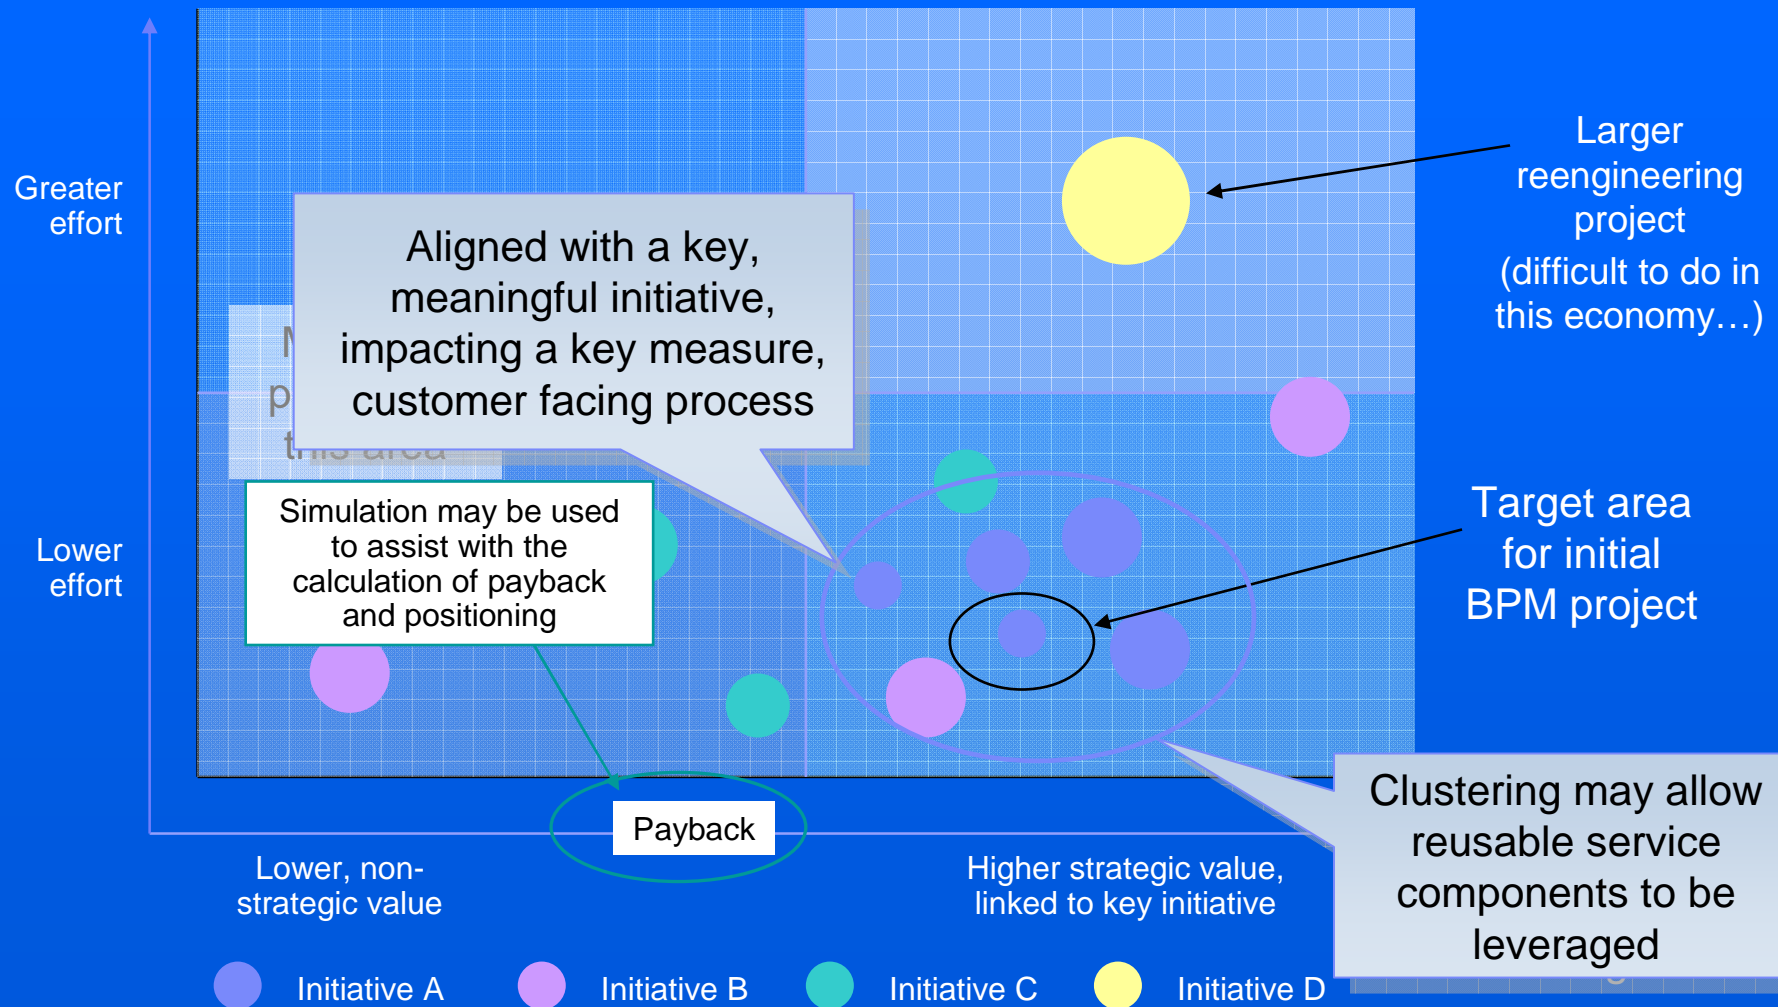 Greater
effort
Lower
effort
Aligned with a key,
meaningful initiative,
impacting a key measure,
customer facing process
this area
Simulation may be used
to assist with the
calculation of payback
and positioning
Larger
reengineering
project
(difficult to do in
this economy…)
Target area
for initial
BPM project
Payback
Lower, non-
strategic value
Higher strategic value,
linked to key initiative
Clustering may allow
reusable service
components to be
leveraged
Initiative A
Initiative B
Initiative C
Initiative D